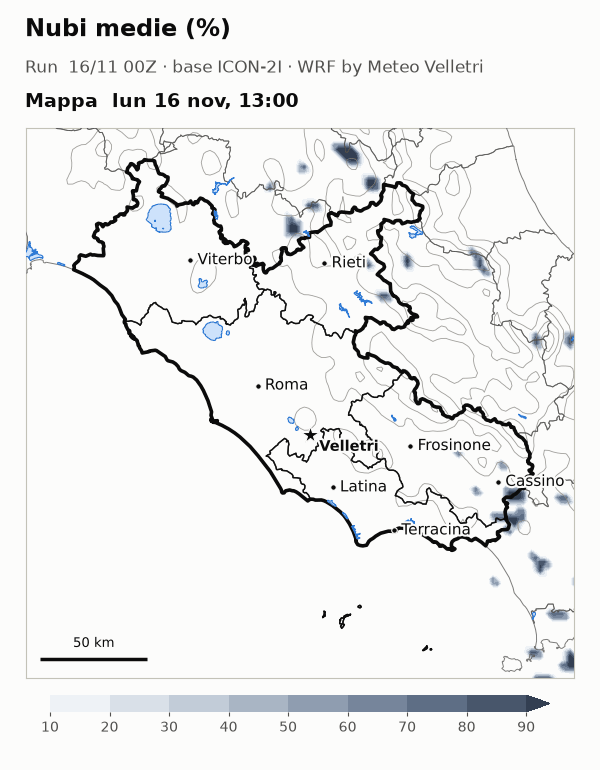 Nubi medie (%)
Run 16/11 00Z · base ICON-2I · WRF by Meteo Velletri
Mappa lun 16 nov, 13:00
Viterbo
Rieti
Roma
Velletri
Frosinone
Latina
Cassino
Terracina
50 km
10 20 30 40 50 60 70 80 90